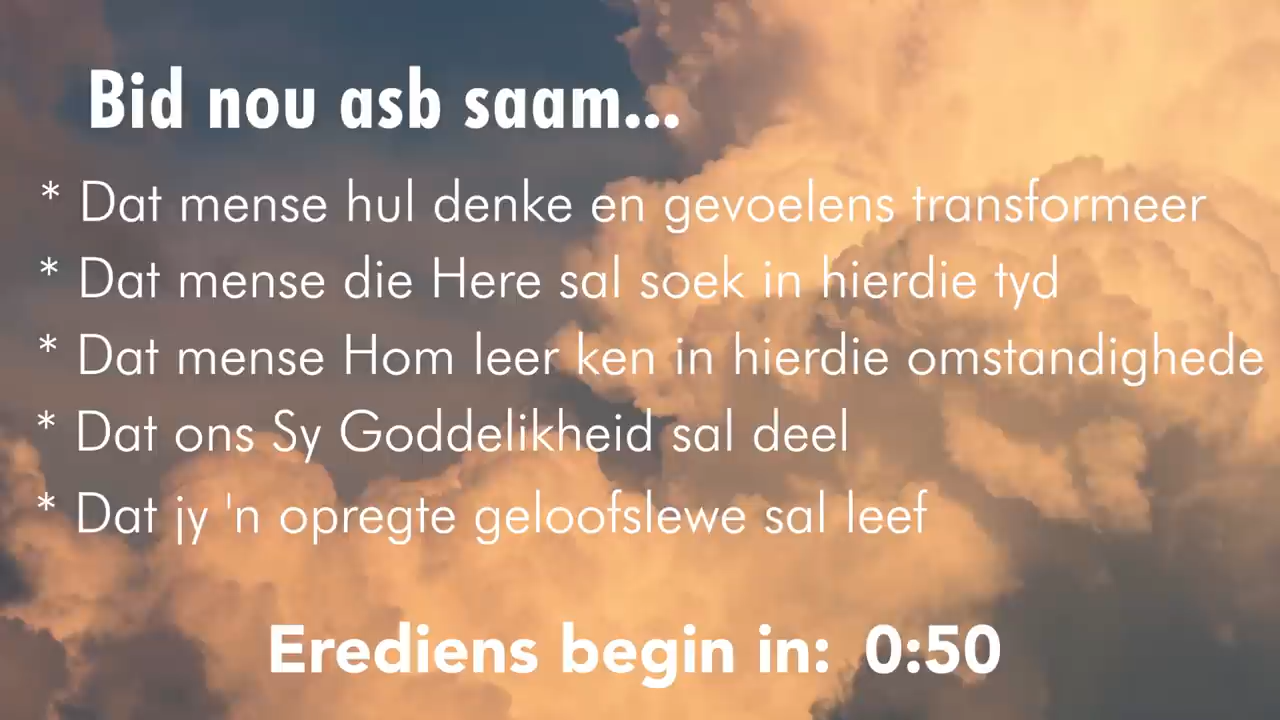 Bid nou asb saam...
* Dat mense hul denke en gevoelens transformeer
* Dat mense die Here sal soek in hierdie tyd
* Dat mense Hom leer ken in hierdie omstandighede
* Dat ons Sy Goddelikheid sal deel
* Dat jy 'n opregte geloofslewe sal leef
Erediens begin in: 0:50